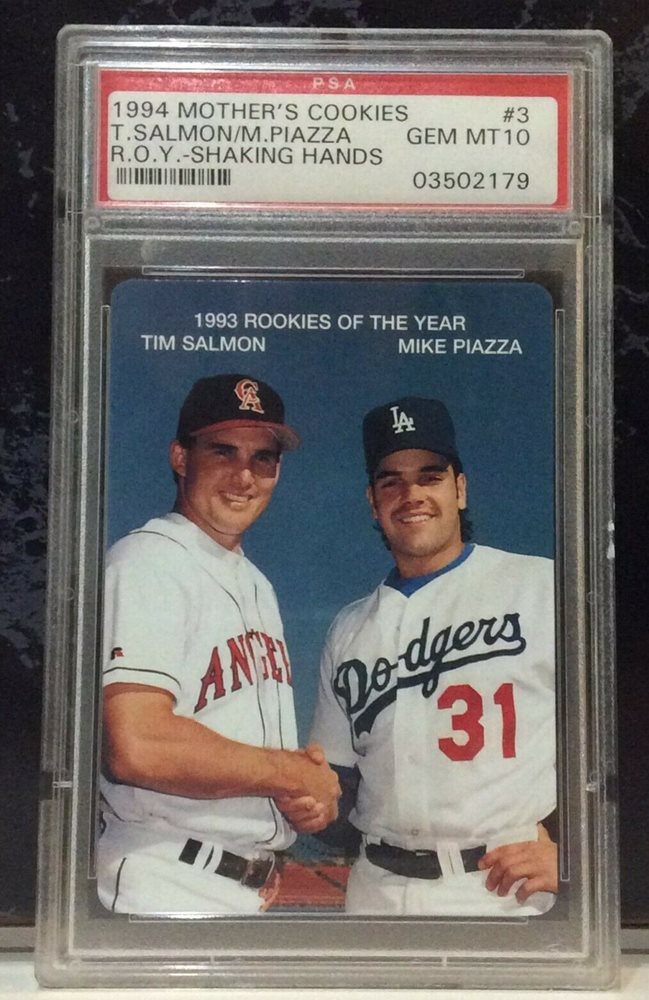 PSA
1994 MOTHER'S COOKIES #3
T.SALMON/M.PIAZZA GEM MT10
R.O.Y.-SHAKING HANDS
03502179
1993 ROOKIES OF THE YEAR
TIM SALMON MIKE PIAZZA
CA
LA
ANGEL
Dodgers
31